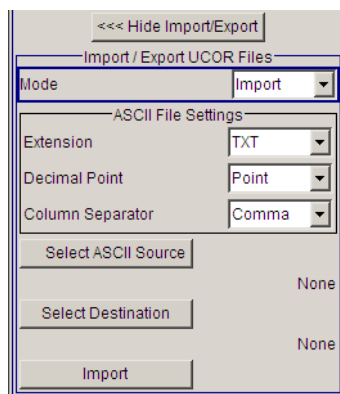 <<< Hide Import/Export
Import / Export UCOR Files
Mode Import
ASCII File Settings
Extension TXT
Decimal Point Point
Column Separator Comma
Select ASCII Source
None
Select Destination
None
Import